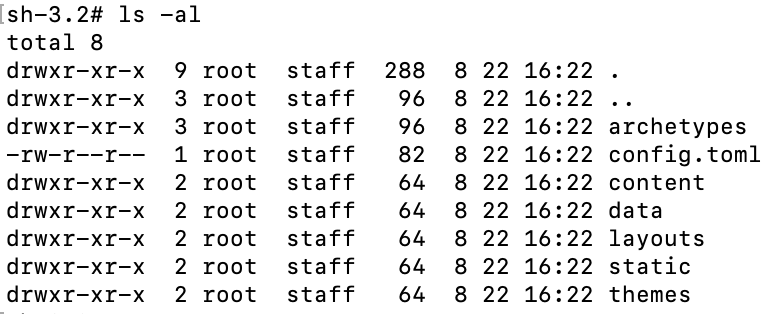 [sh-3.2# ls -al
total 8
drwxr-xr-x  9 root  staff  288  8 22 16:22 .
drwxr-xr-x  3 root  staff   96  8 22 16:22 ..
drwxr-xr-x  3 root  staff   96  8 22 16:22 archetypes
-rw-r--r--  1 root  staff   82  8 22 16:22 config.toml
drwxr-xr-x  2 root  staff   64  8 22 16:22 content
drwxr-xr-x  2 root  staff   64  8 22 16:22 data
drwxr-xr-x  2 root  staff   64  8 22 16:22 layouts
drwxr-xr-x  2 root  staff   64  8 22 16:22 static
drwxr-xr-x  2 root  staff   64  8 22 16:22 themes